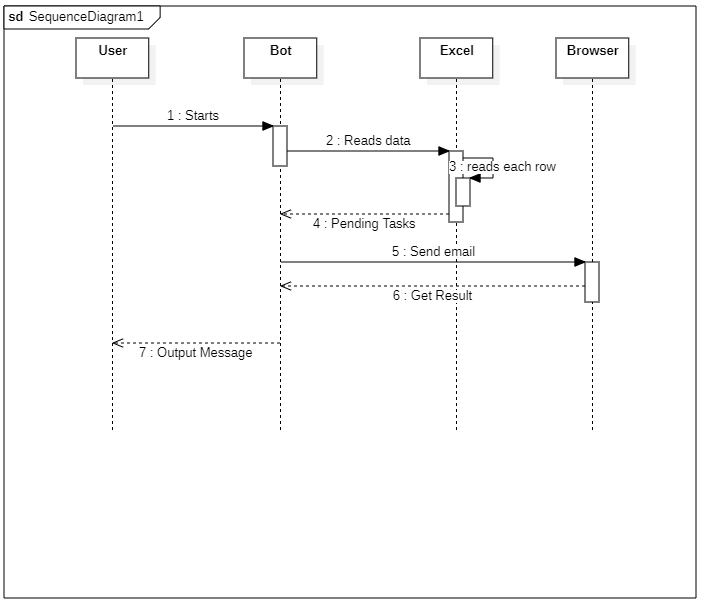 sd SequenceDiagram1
User
Bot
Excel
Browser
1 : Starts
2 : Reads data
3 : reads each row
4 : Pending Tasks
5 : Send email
6 : Get Result
7 : Output Message